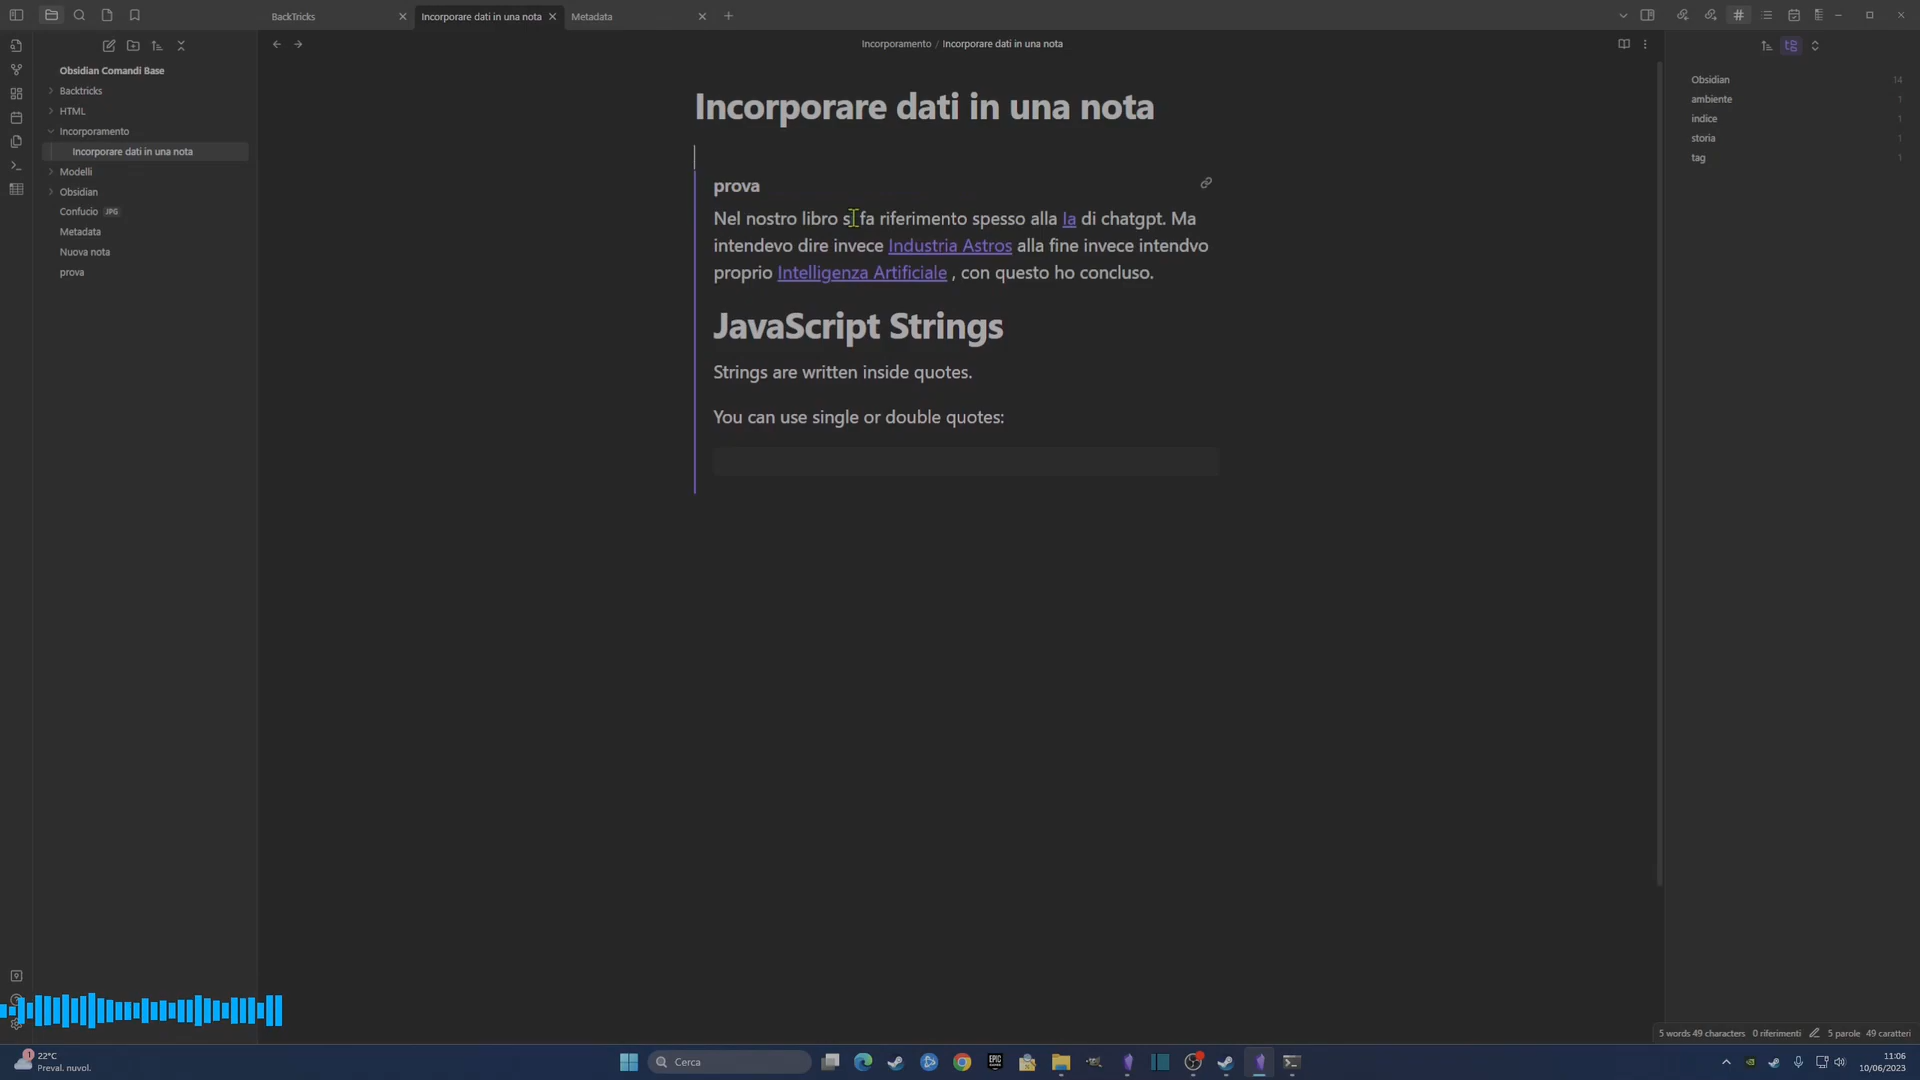 BackTricks
Incorporare dati in una nota
Metadata
Incorporamento / Incorporare dati in una nota
Obsidian Comandi Base
Backtricks
HTML
Incorporamento
Incorporare dati in una nota
Modelli
Obsidian
Confucio JPG
Metadata
Nuova nota
prova
Incorporare dati in una nota
prova
Nel nostro libro si fa riferimento spesso alla Ia di chatgpt. Ma
intendevo dire invece Industria Astros alla fine invece intendvo
proprio Intelligenza Artificiale , con questo ho concluso.
JavaScript Strings
Strings are written inside quotes.
You can use single or double quotes:
Obsidian 14
ambiente 1
indice 1
storia 1
tag 1
5 words 49 characters 0 riferimenti 5 parole 49 caratteri
1
22°C
Preval. nuvol.
Cerca
EPIC
11:06
10/06/2023